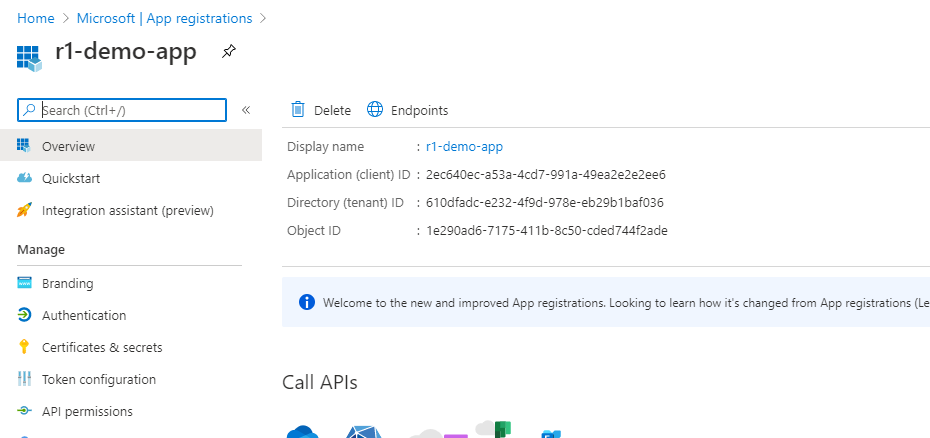 Home > Microsoft | App registrations >
r1-demo-app
Search (Ctrl+/)
«
Delete
Endpoints
Overview
Quickstart
Integration assistant (preview)
Manage
Branding
Authentication
Certificates & secrets
Token configuration
API permissions
Display name : r1-demo-app
Application (client) ID : 2ec640ec-a53a-4cd7-991a-49ea2e2e2ee6
Directory (tenant) ID : 610dfadc-e232-4f9d-978e-eb29b1baf036
Object ID : 1e290ad6-7175-411b-8c50-cded744f2ade
Welcome to the new and improved App registrations. Looking to learn how it's changed from App registrations (Le
Call APIs